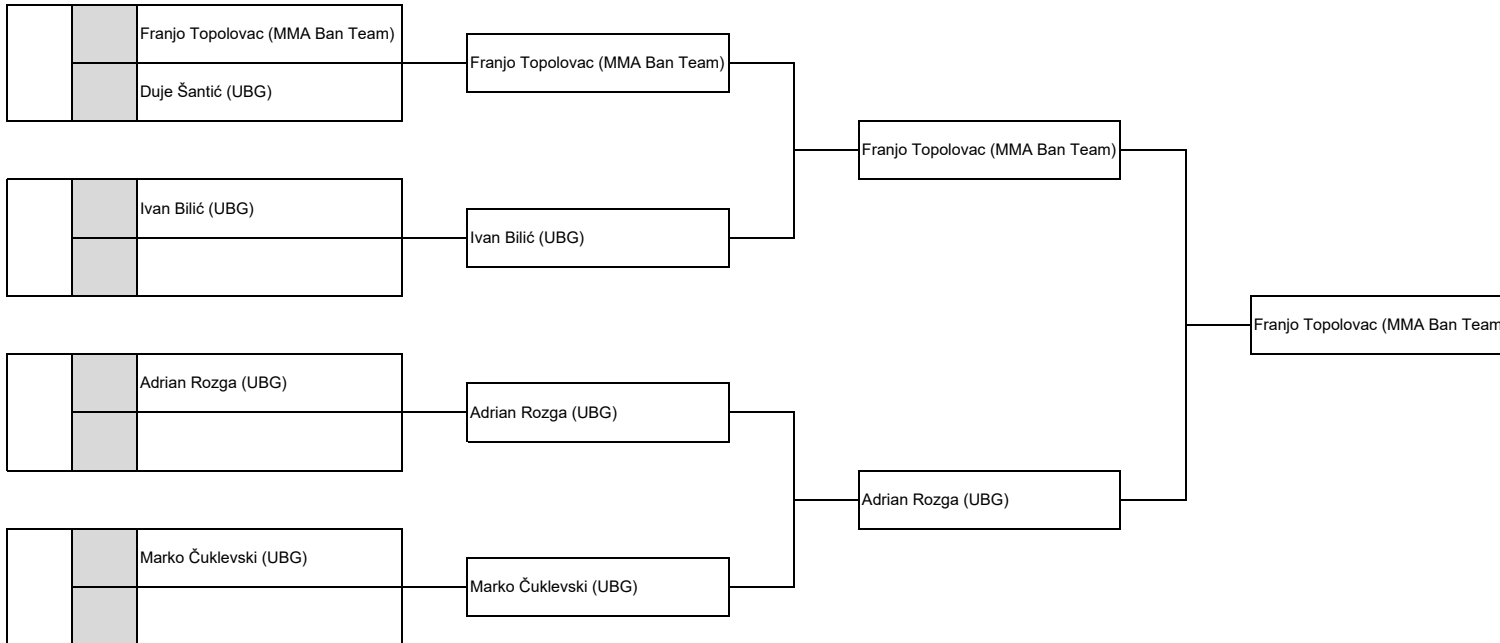 Franjo Topolovac (MMA Ban Team)
Duje Šantić (UBG)
Ivan Bilić (UBG)
Adrian Rozga (UBG)
Marko Čuklevski (UBG)
Franjo Topolovac (MMA Ban Team)
Ivan Bilić (UBG)
Adrian Rozga (UBG)
Marko Čuklevski (UBG)
Franjo Topolovac (MMA Ban Team)
Adrian Rozga (UBG)
Franjo Topolovac (MMA Ban Team